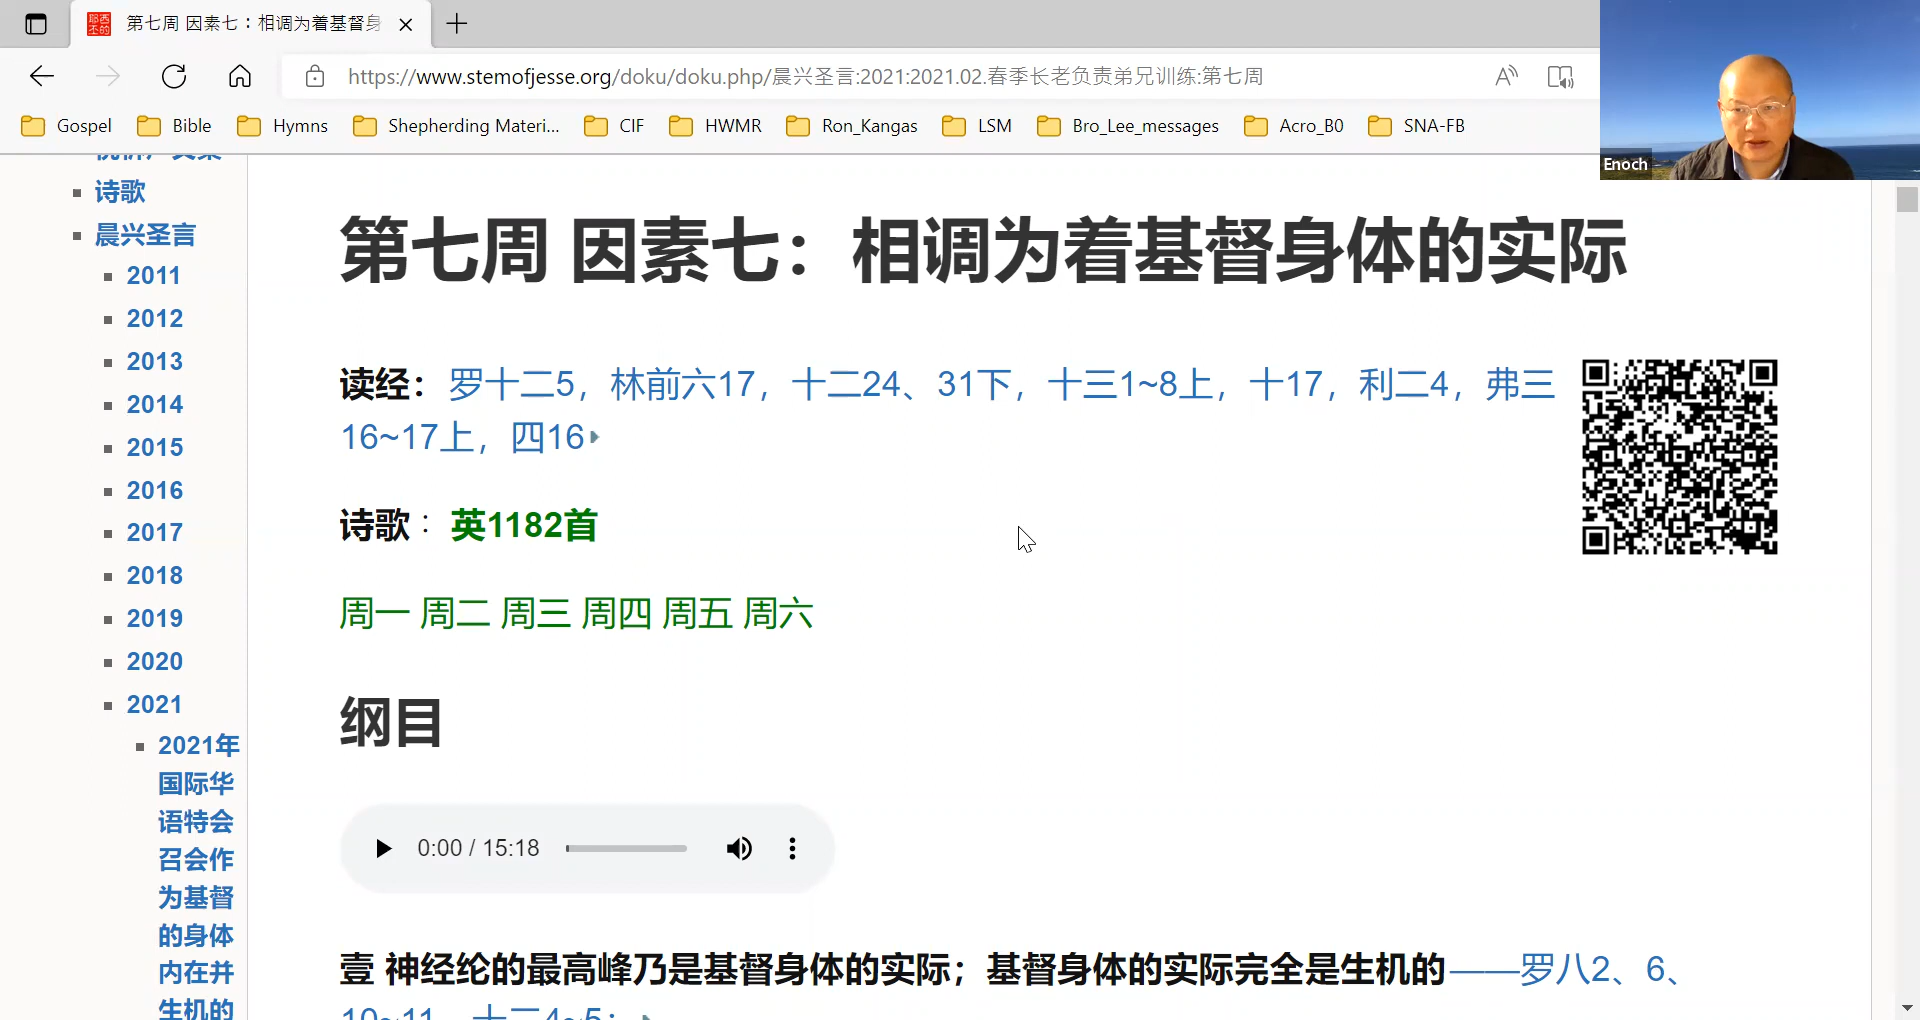 第七周 因素七：相调为着基督身
https://www.stemofjesse.org/doku/doku.php/晨兴圣言:2021:2021.02.春季长老负责弟兄训练:第七周
Gospel Bible Hymns Shepherding Materi... CIF HWMR Ron_Kangas LSM Bro_Lee_messages Acro_B0 SNA-FB
Enoch
诗歌
晨兴圣言
2011
2012
2013
2014
2015
2016
2017
2018
2019
2020
2021
2021年
国际华
语特会
召会作
为基督
的身体
内在并
生机的
第七周 因素七：相调为着基督身体的实际
读经：罗十二5，林前六17，十二24、31下，十三1~8上，十17，利二4，弗三
16~17上，四16
诗歌：英1182首
周一 周二 周三 周四 周五 周六
纲目
0:00 / 15:18
壹 神经纶的最高峰乃是基督身体的实际；基督身体的实际完全是生机的——罗八2、6、